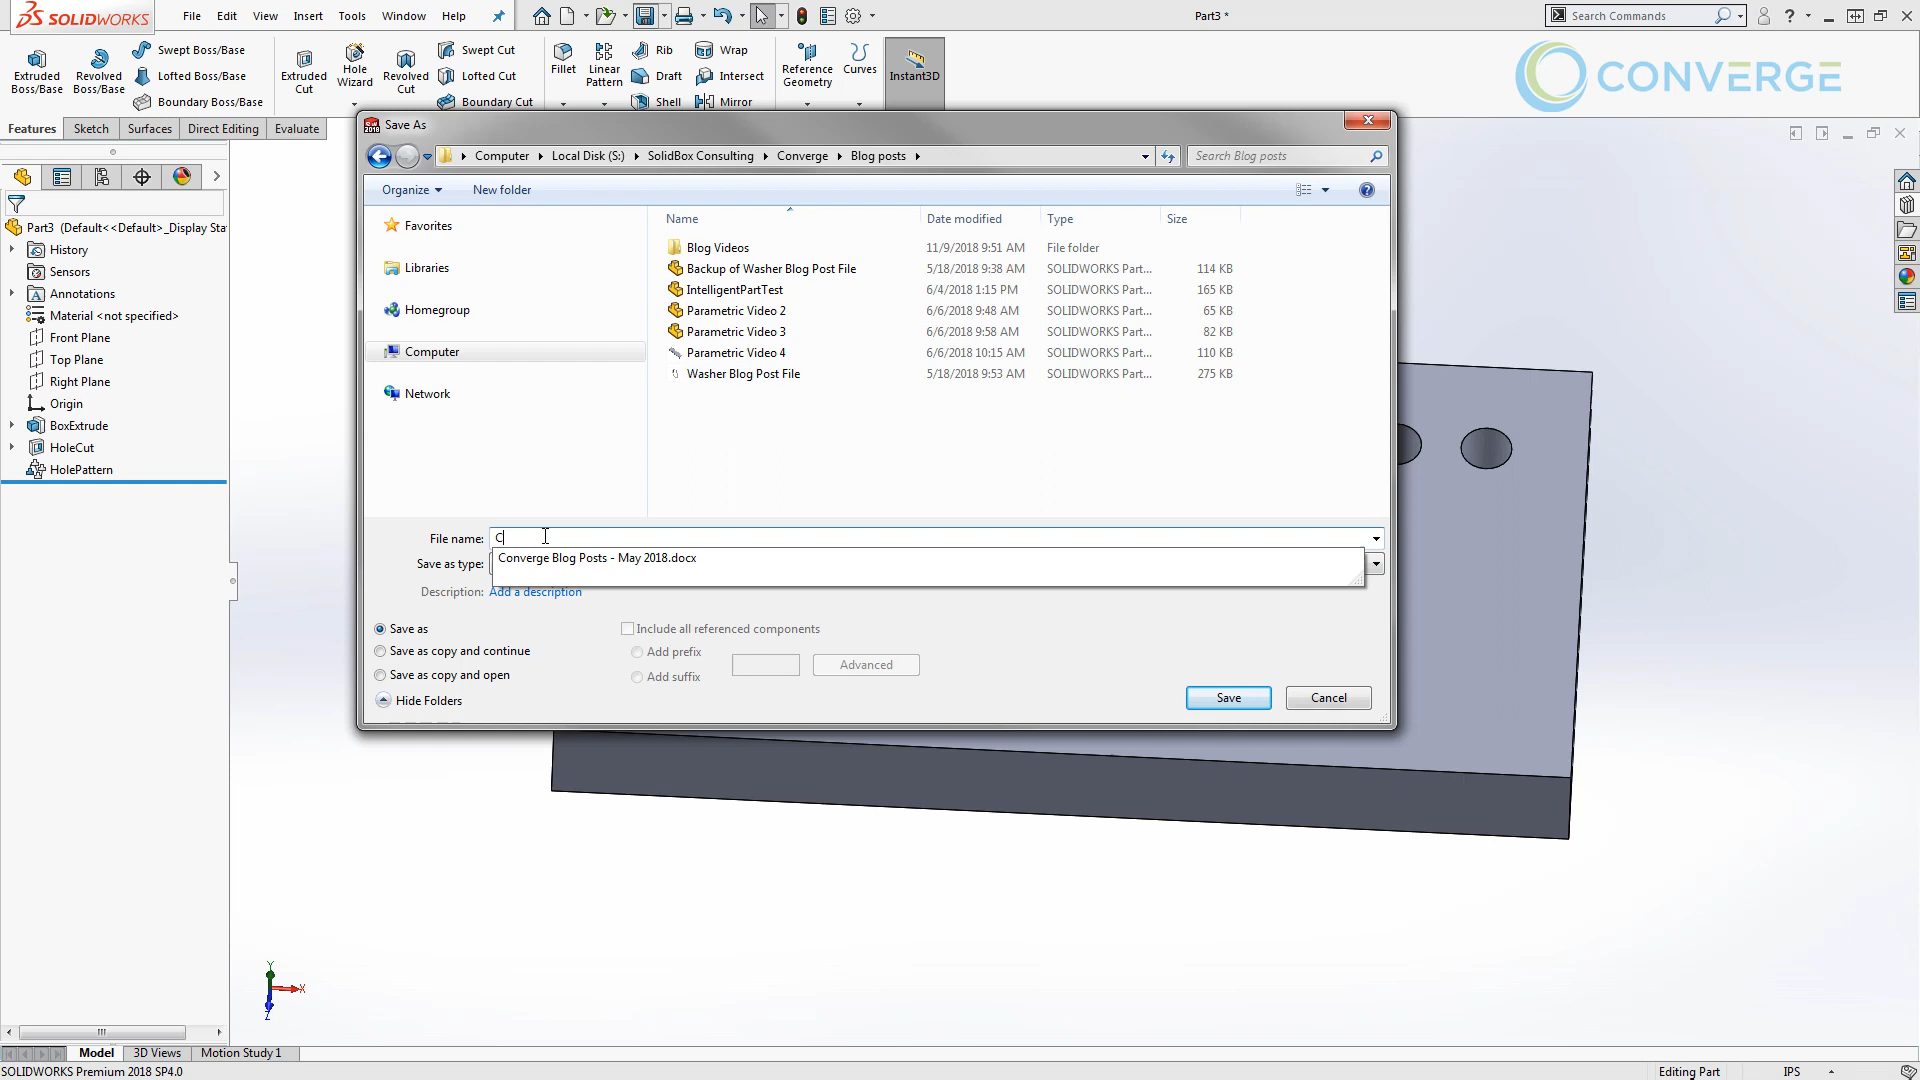 SOLIDWORKS
File Edit View Insert Tools Window Help
Part3 *
Search Commands
CONVERGE
Extruded Boss/Base
Revolved Boss/Base
Swept Boss/Base
Lofted Boss/Base
Boundary Boss/Base
Extruded Cut
Hole Wizard
Revolved Cut
Swept Cut
Lofted Cut
Boundary Cut
Fillet
Linear Pattern
Rib
Draft
Shell
Wrap
Intersect
Mirror
Reference Geometry
Curves
Instant3D
Features Sketch Surfaces Direct Editing Evaluate
Part3 (Default<<Default>_Display Sta
History
Sensors
Annotations
Material <not specified>
Front Plane
Top Plane
Right Plane
Origin
BoxExtrude
HoleCut
HolePattern
Save As
Computer Local Disk (S:) SolidBox Consulting Converge Blog posts
Search Blog posts
Organize New folder
Favorites
Libraries
Homegroup
Computer
Network
Name Date modified Type Size
Blog Videos 11/9/2018 9:51 AM File folder
Backup of Washer Blog Post File 5/18/2018 9:38 AM SOLIDWORKS Part... 114 KB
IntelligentPartTest 6/4/2018 1:15 PM SOLIDWORKS Part... 165 KB
Parametric Video 2 6/6/2018 9:48 AM SOLIDWORKS Part... 65 KB
Parametric Video 3 6/6/2018 9:58 AM SOLIDWORKS Part... 82 KB
Parametric Video 4 6/6/2018 10:15 AM SOLIDWORKS Part... 110 KB
Washer Blog Post File 5/18/2018 9:53 AM SOLIDWORKS Part... 275 KB
File name: C
Converge Blog Posts - May 2018.docx
Save as type:
Description: Add a description
Save as
Save as copy and continue
Save as copy and open
Include all referenced components
Add prefix
Add suffix
Advanced
Hide Folders
Save Cancel
Y
X
Z
Model 3D Views Motion Study 1
SOLIDWORKS Premium 2018 SP4.0
Editing Part IPS